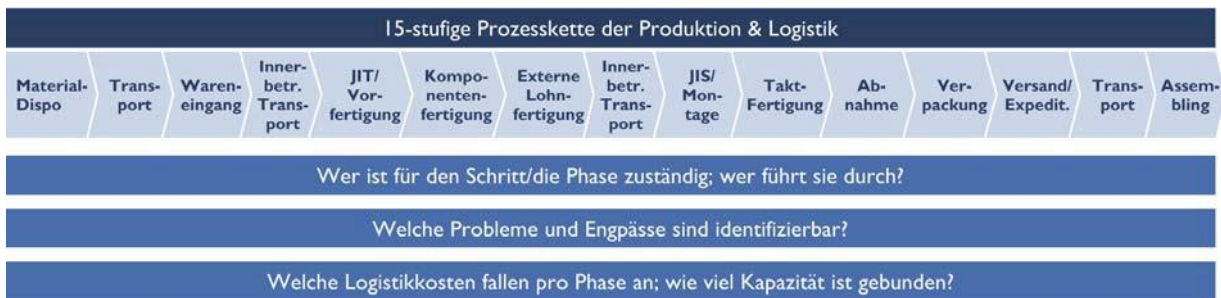 15-stufige Prozesskette der Produktion & Logistik
Material-
Dispo
Trans-
port
Waren-
eingang
Inner-
betr.
Trans-
port
JIT/
Vor-
fertigung
Kompo-
nenten-
fertigung
Externe
Lohn-
fertigung
Inner-
betr.
Trans-
port
JIS/
Mon-
tage
Takt-
Fertigung
Ab-
nahme
Ver-
packung
Versand/
Expedit.
Trans-
port
Assem-
bling
Wer ist für den Schritt/die Phase zuständig; wer führt sie durch?
Welche Probleme und Engpässe sind identifizierbar?
Welche Logistikkosten fallen pro Phase an; wie viel Kapazität ist gebunden?